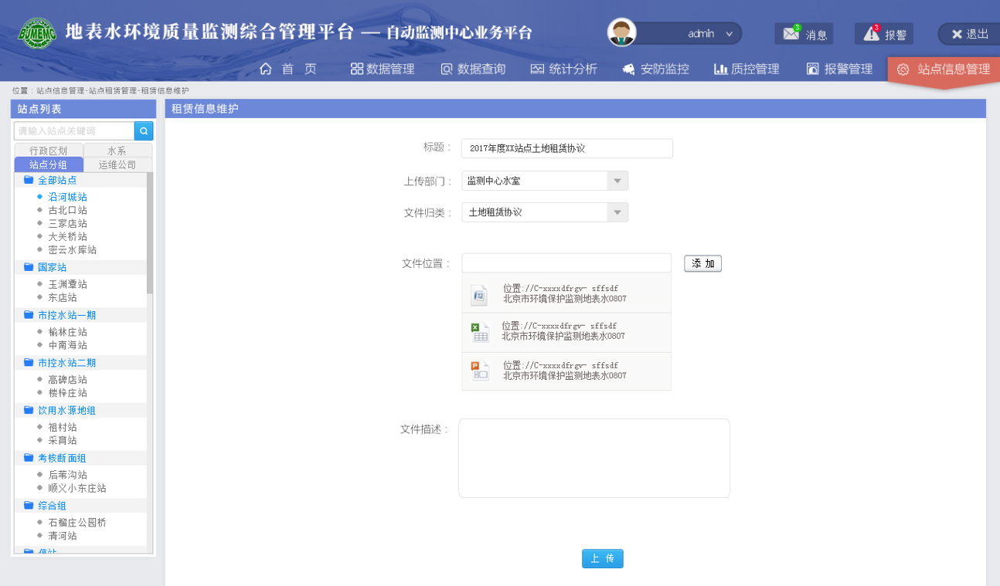 BJMEMC
地表水环境质量监测综合管理平台 — 自动监测中心业务平台
admin
3
消息
3
报警
退出
首 页
数据管理
数据查询
统计分析
安防监控
质控管理
报警管理
站点信息管理
位置：站点信息管理-站点租赁管理-租赁信息维护
站点列表
请输入站点关键词
行政区划
水系
站点分组
运维公司
全部站点
沿河城站
古北口站
三家店站
大关桥站
密云水库站
国家站
玉渊潭站
东店站
市控水站一期
榆林庄站
中南海站
市控水站二期
高碑店站
楼梓庄站
饮用水源地组
祖村站
采育站
考核断面组
后苇沟站
顺义小东庄站
综合组
石榴庄公园桥
清河站
停站
租赁信息维护
标题：
2017年度XX站点土地租赁协议
上传部门：
监测中心水室
文件归类：
土地租赁协议
文件位置：
添 加
位置://C-xxxxdfrgv- sffsdf
北京市环境保护监测地表水0807
位置://C-xxxxdfrgv- sffsdf
北京市环境保护监测地表水0807
位置://C-xxxxdfrgv- sffsdf
北京市环境保护监测地表水0807
文件描述：
上 传